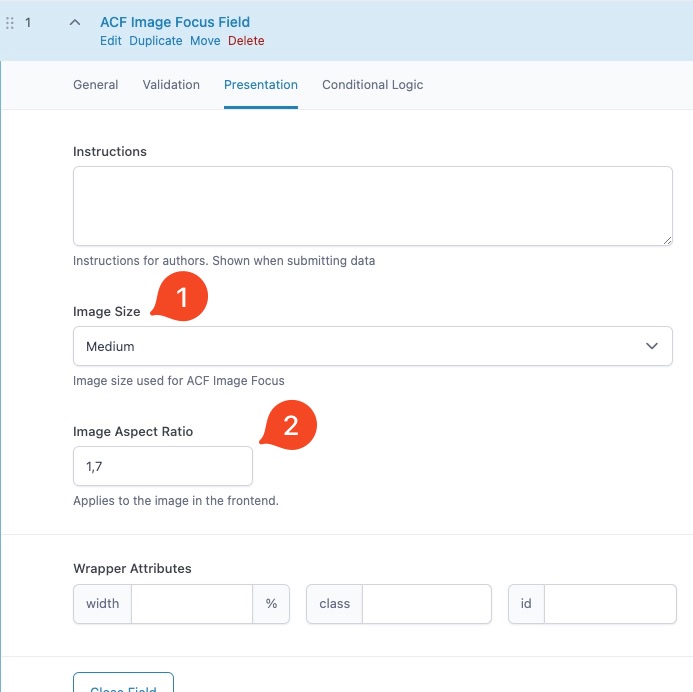 1
ACF Image Focus Field
Edit Duplicate Move Delete
General Validation Presentation Conditional Logic
Instructions
Instructions for authors. Shown when submitting data
1
Image Size
Medium
Image size used for ACF Image Focus
2
Image Aspect Ratio
1,7
Applies to the image in the frontend.
Wrapper Attributes
width % class id
Close Field